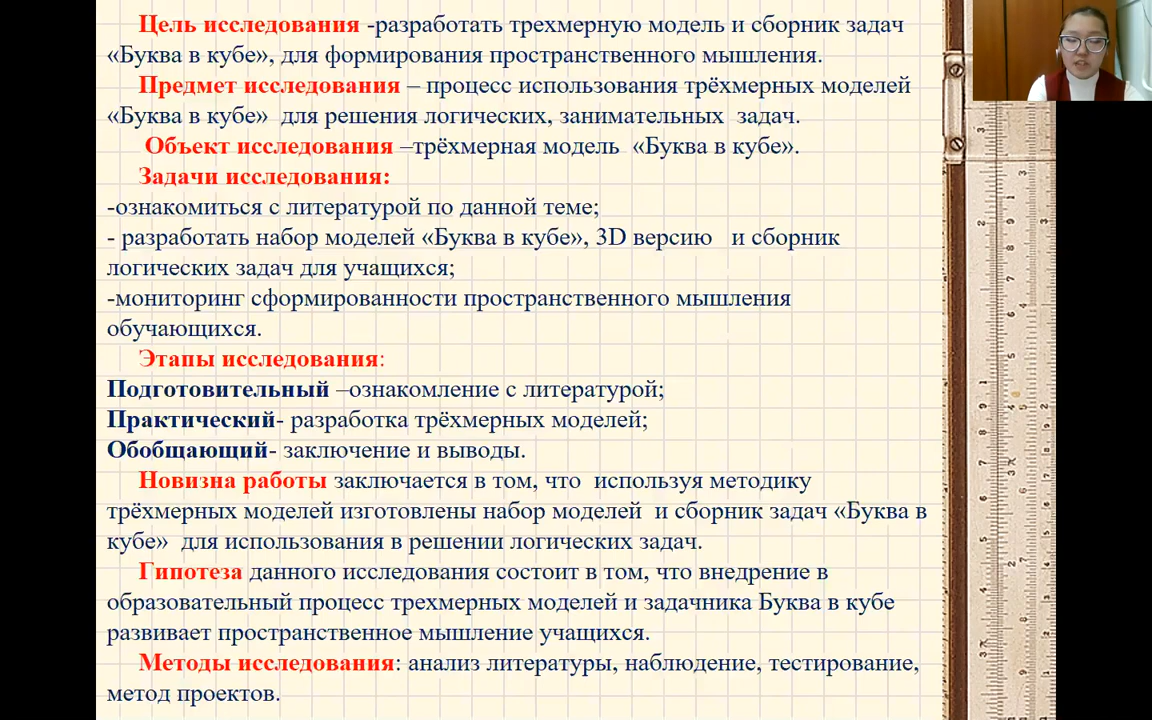 Цель исследования -разработать трехмерную модель и сборник задач
«Буква в кубе», для формирования пространственного мышления.
Предмет исследования – процесс использования трёхмерных моделей
«Буква в кубе» для решения логических, занимательных задач.
Объект исследования –трёхмерная модель «Буква в кубе».
Задачи исследования:
-ознакомиться с литературой по данной теме;
- разработать набор моделей «Буква в кубе», 3D версию и сборник
логических задач для учащихся;
-мониторинг сформированности пространственного мышления
обучающихся.
Этапы исследования:
Подготовительный –ознакомление с литературой;
Практический- разработка трёхмерных моделей;
Обобщающий- заключение и выводы.
Новизна работы заключается в том, что используя методику
трёхмерных моделей изготовлены набор моделей и сборник задач «Буква в
кубе» для использования в решении логических задач.
Гипотеза данного исследования состоит в том, что внедрение в
образовательный процесс трехмерных моделей и задачника Буква в кубе
развивает пространственное мышление учащихся.
Методы исследования: анализ литературы, наблюдение, тестирование,
метод проектов.